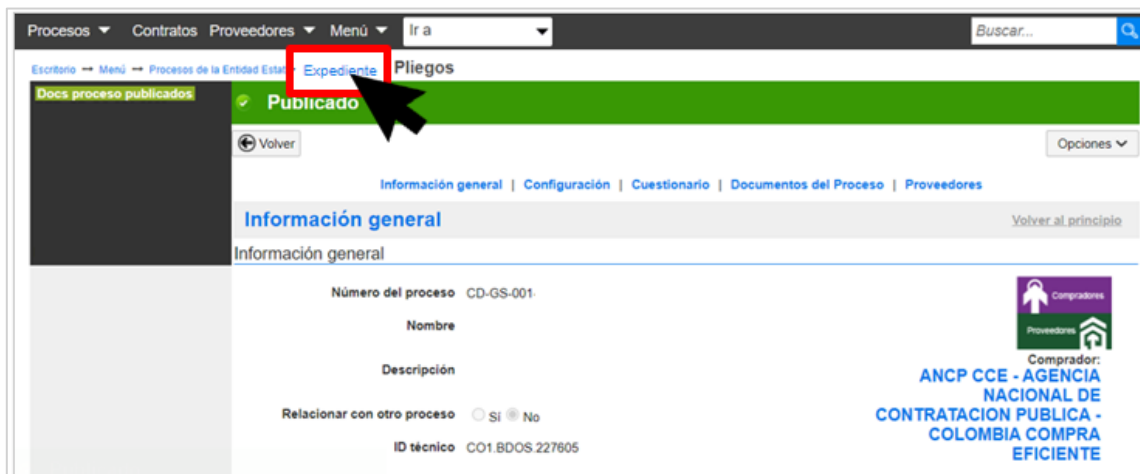 Procesos Contratos Proveedores Menú Ir a Buscar...
Escritorio → Menú → Procesos de la Entidad Estat Expediente Pliegos
Docs proceso publicados
Publicado
Volver Opciones
Información general | Configuración | Cuestionario | Documentos del Proceso | Proveedores
Información general Volver al principio
Información general
Número del proceso CD-GS-001-
Nombre
Descripción
Relacionar con otro proceso Sí No
ID técnico CO1.BDOS.227605
Compradores
Proveedores
Comprador:
ANCP CCE - AGENCIA
NACIONAL DE
CONTRATACION PUBLICA -
COLOMBIA COMPRA
EFICIENTE